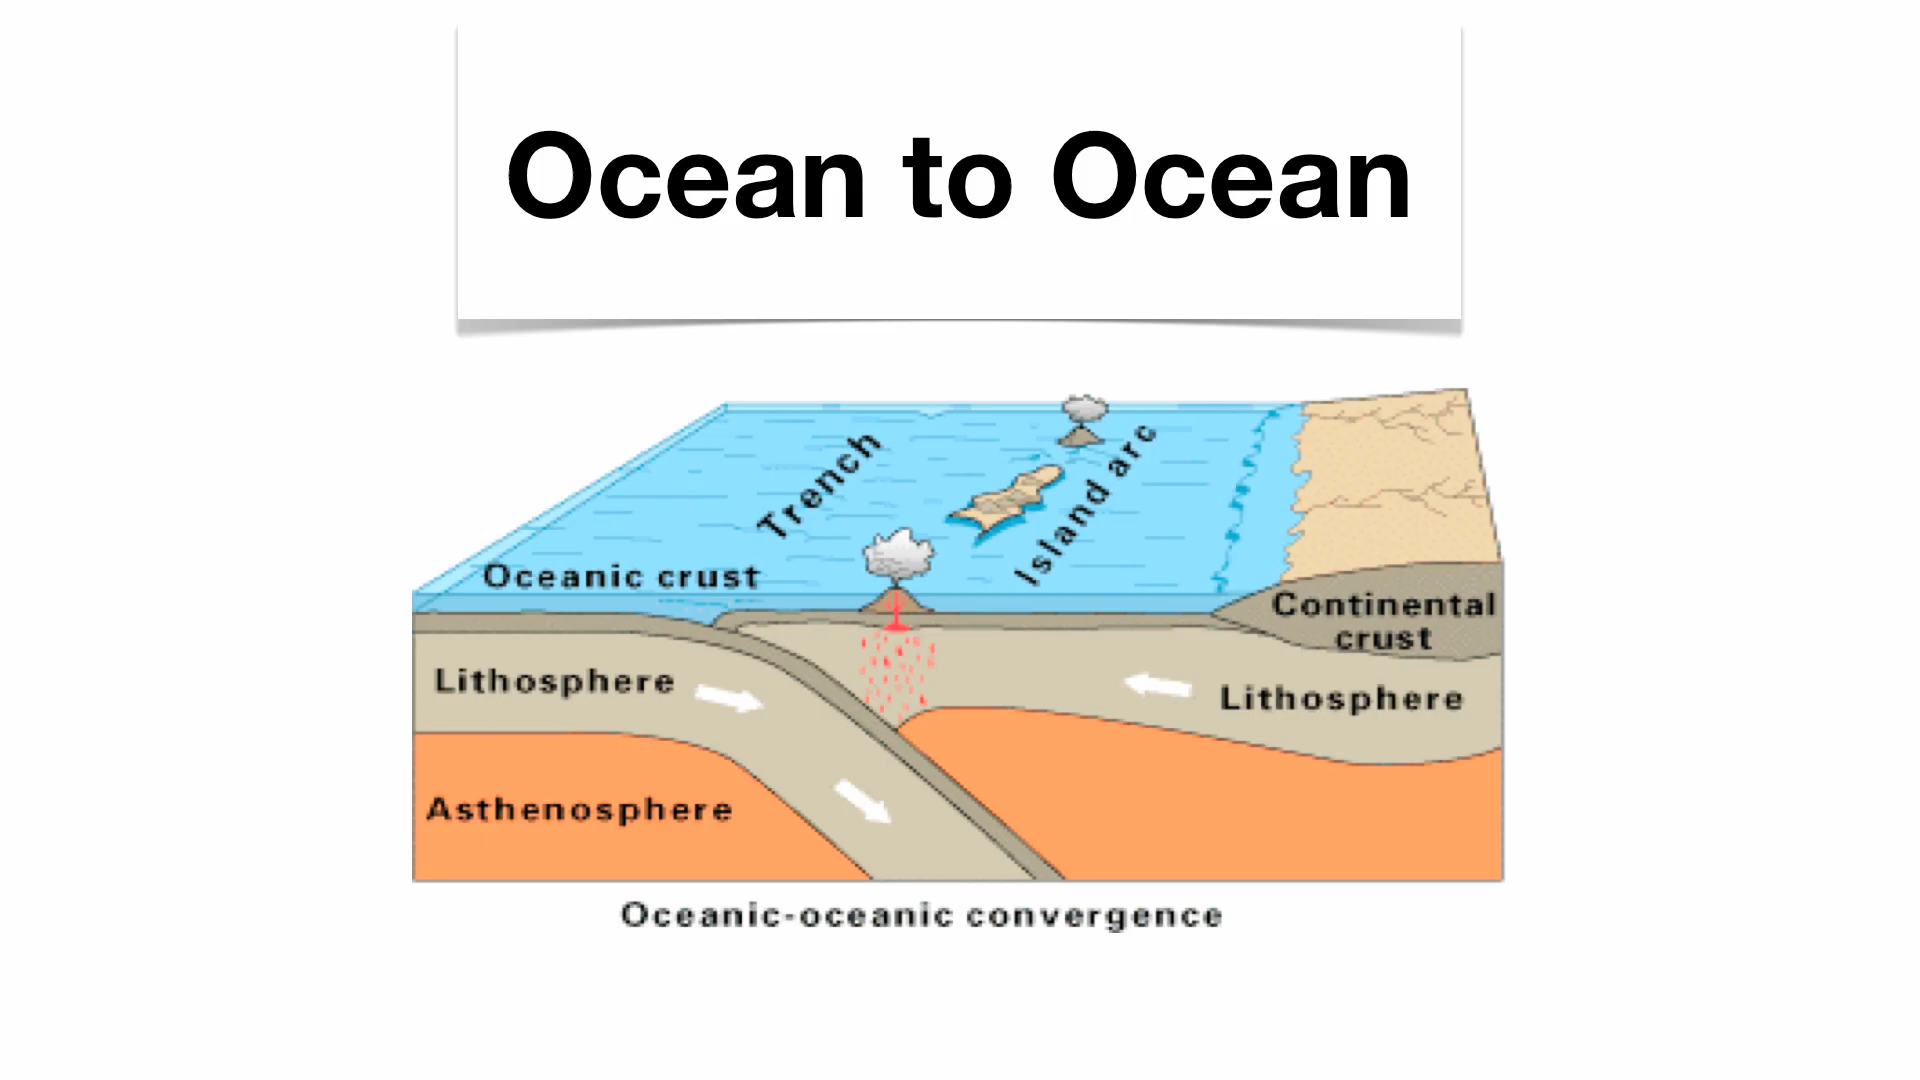 Ocean to Ocean
Trench
Island arc
Oceanic crust
Continental
crust
Lithosphere
Lithosphere
Asthenosphere
Oceanic-oceanic convergence